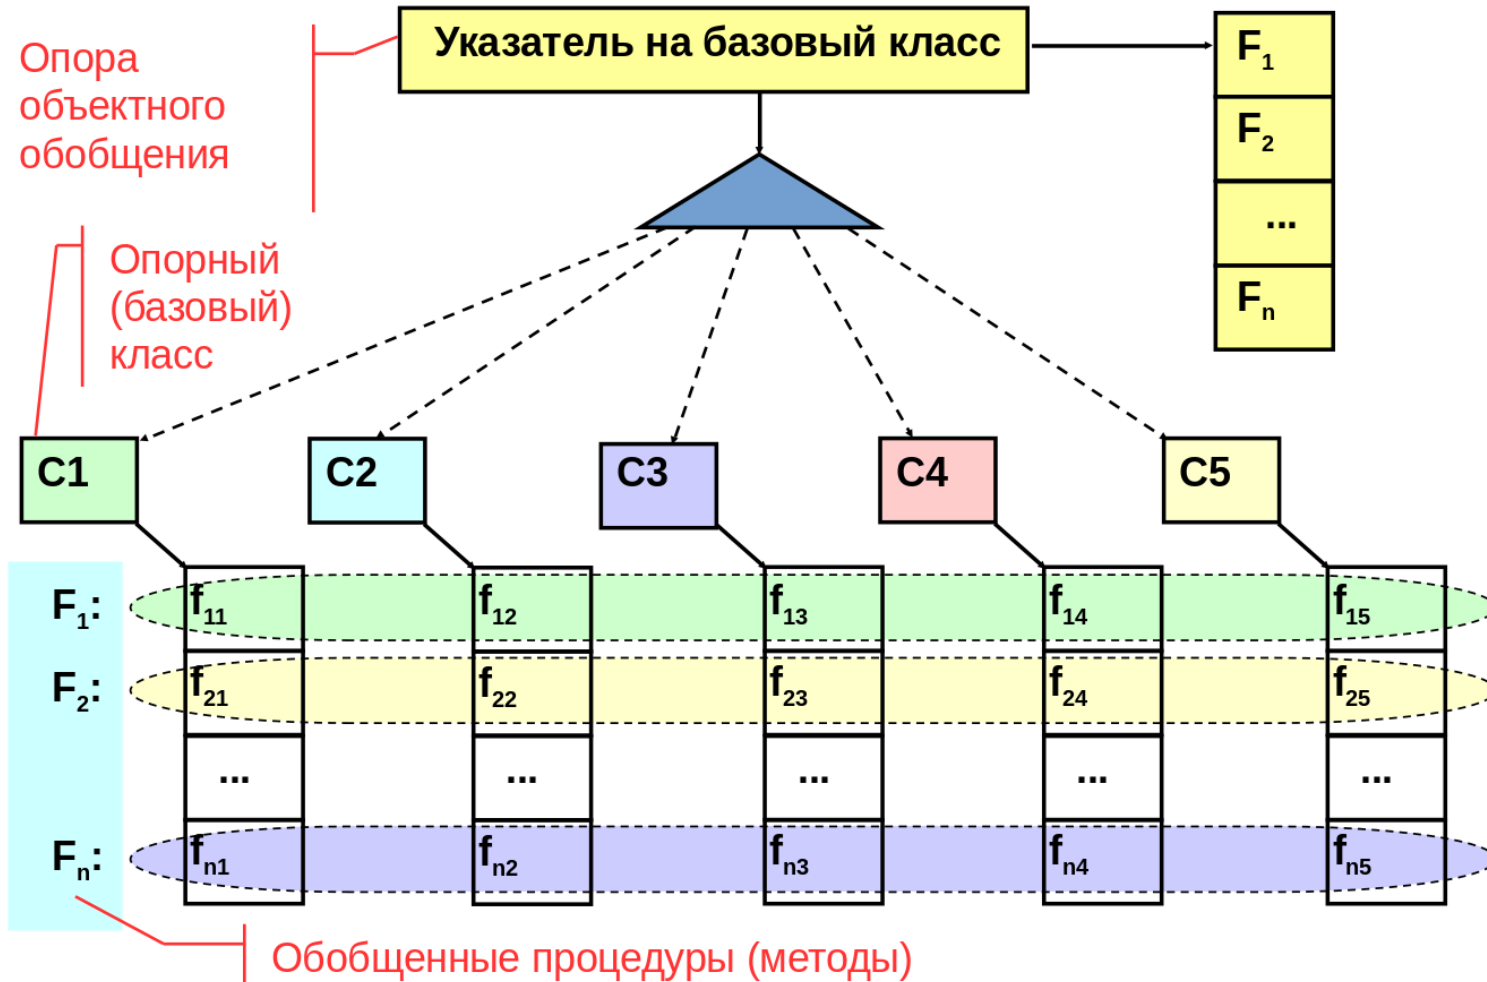 Указатель на базовый класс
Опора
объектного
обобщения
F1
F2
...
Fn
Опорный
(базовый)
класс
C1 C2 C3 C4 C5
F1: f11 f12 f13 f14 f15
F2: f21 f22 f23 f24 f25
... ... ... ... ...
Fn: fn1 fn2 fn3 fn4 fn5
Обобщенные процедуры (методы)